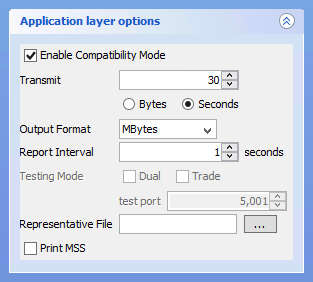 Application layer options
Enable Compatibility Mode
Transmit 30
Bytes Seconds
Output Format MBytes
Report Interval 1 seconds
Testing Mode Dual Trade
test port 5,001
Representative File ...
Print MSS